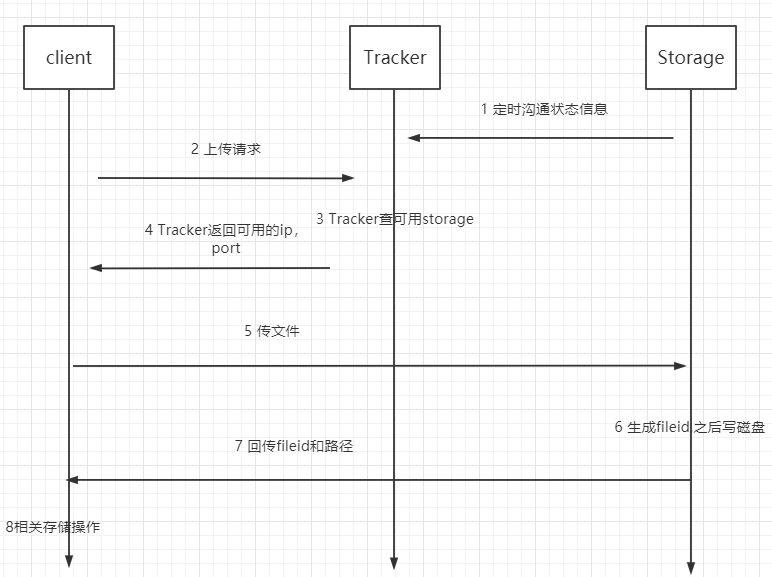 client
Tracker
Storage
1 定时沟通状态信息
2 上传请求
3 Tracker查可用storage
4 Tracker返回可用的ip，
port
5 传文件
6 生成fileid 之后写磁盘
7 回传fileid和路径
8相关存储操作